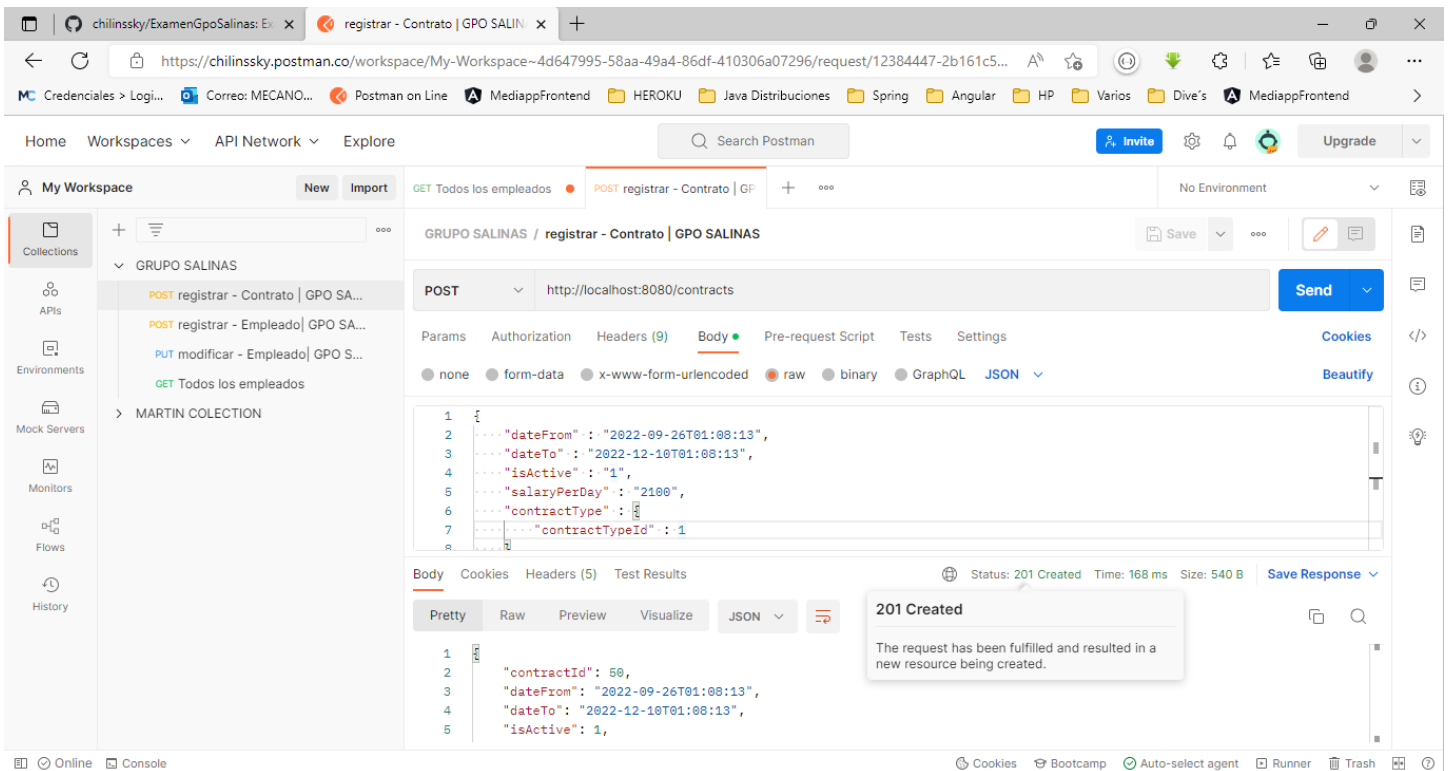 chilinssky/ExamenGpoSalinas: Ex
registrar - Contrato | GPO SALIN
https://chilinssky.postman.co/workspace/My-Workspace~4d647995-58aa-49a4-86df-410306a07296/request/12384447-2b161c5...
MC Credenciales > Logi...
Correo: MECANO...
Postman on Line
MediappFrontend
HEROKU
Java Distribuciones
Spring
Angular
HP
Varios
Dive´s
MediappFrontend
Home Workspaces API Network Explore
Search Postman
Invite
Upgrade
My Workspace
New Import
GET Todos los empleados
POST registrar - Contrato | GP
No Environment
Collections
APIs
Environments
Mock Servers
Monitors
Flows
History
GRUPO SALINAS
POST registrar - Contrato | GPO SA...
POST registrar - Empleado| GPO SA...
PUT modificar - Empleado| GPO S...
GET Todos los empleados
MARTIN COLECTION
GRUPO SALINAS / registrar - Contrato | GPO SALINAS
Save
POST http://localhost:8080/contracts
Send
Params Authorization Headers (9) Body Pre-request Script Tests Settings Cookies
none form-data x-www-form-urlencoded raw binary GraphQL JSON Beautify
1 {
2 "dateFrom" : "2022-09-26T01:08:13",
3 "dateTo" : "2022-12-10T01:08:13",
4 "isActive" : "1",
5 "salaryPerDay" : "2100",
6 "contractType" : {
7 "contractTypeId" : 1
8 }
Body Cookies Headers (5) Test Results
Status: 201 Created Time: 168 ms Size: 540 B Save Response
Pretty Raw Preview Visualize JSON
201 Created
The request has been fulfilled and resulted in a
new resource being created.
1 {
2 "contractId": 50,
3 "dateFrom": "2022-09-26T01:08:13",
4 "dateTo": "2022-12-10T01:08:13",
5 "isActive": 1,
Online Console
Cookies Bootcamp Auto-select agent Runner Trash